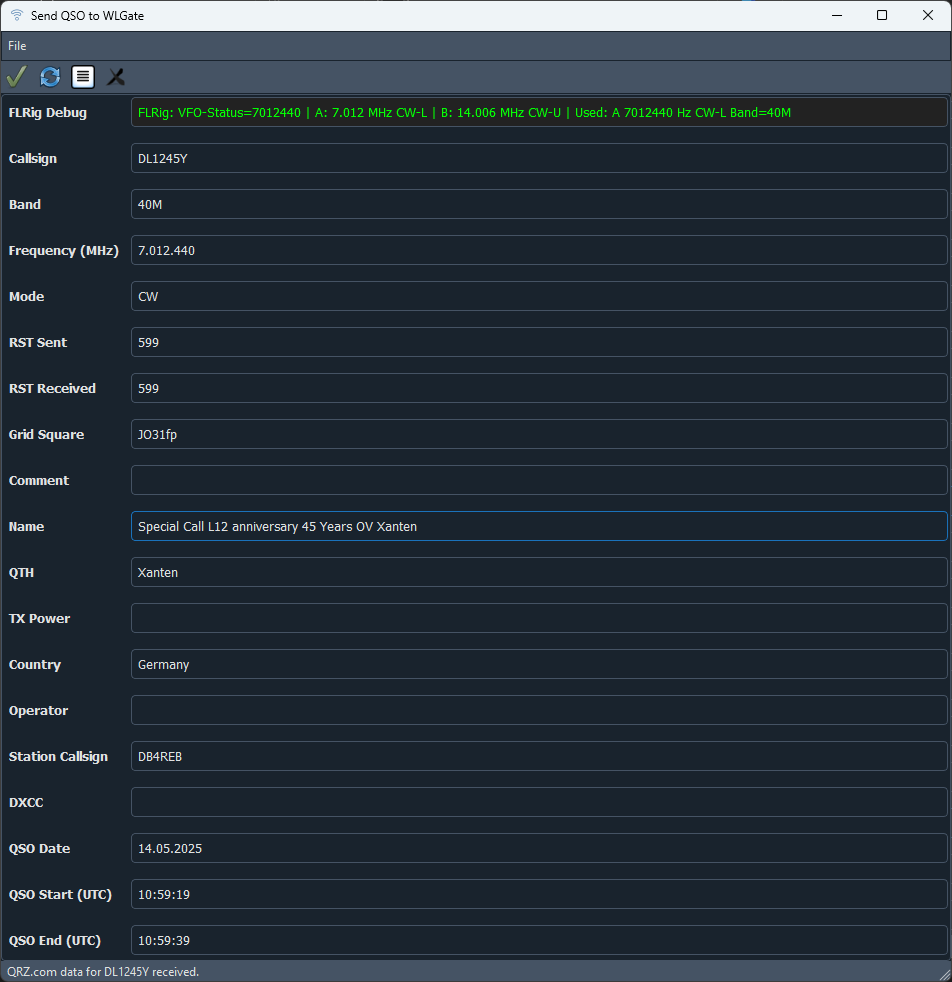 Send QSO to WLGate
File
FLRig Debug FLRig: VFO-Status=7012440 | A: 7.012 MHz CW-L | B: 14.006 MHz CW-U | Used: A 7012440 Hz CW-L Band=40M
Callsign DL1245Y
Band 40M
Frequency (MHz) 7.012.440
Mode CW
RST Sent 599
RST Received 599
Grid Square JO31fp
Comment
Name Special Call L12 anniversary 45 Years OV Xanten
QTH Xanten
TX Power
Country Germany
Operator
Station Callsign DB4REB
DXCC
QSO Date 14.05.2025
QSO Start (UTC) 10:59:19
QSO End (UTC) 10:59:39
QRZ.com data for DL1245Y received.